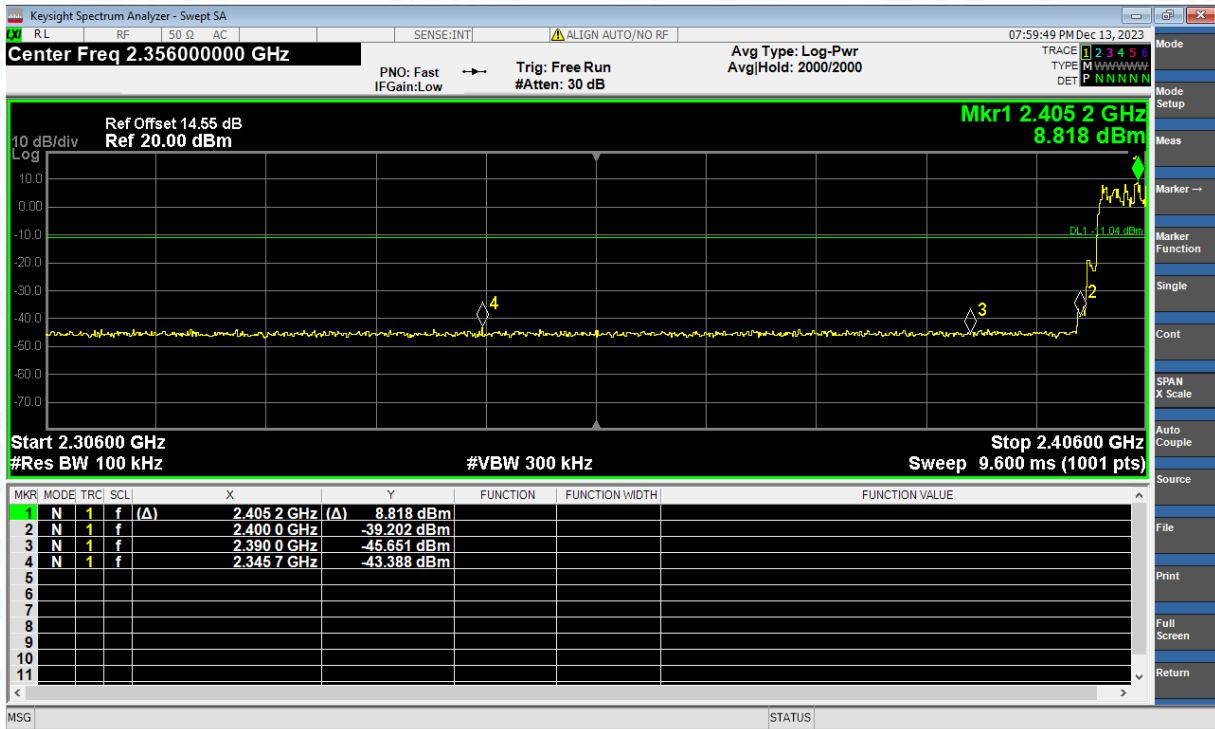 Keysight Spectrum Analyzer - Swept SA
LXI RL RF 50 Ω AC SENSE:INT ALIGN AUTO/NO RF 07:59:49 PM Dec 13, 2023
Center Freq 2.356000000 GHz
PNO: Fast
IFGain:Low
Trig: Free Run
#Atten: 30 dB
Avg Type: Log-Pwr
Avg|Hold: 2000/2000
TRACE 1 2 3 4 5 6
TYPE M WWWWW
DET P N N N N N
Ref Offset 14.55 dB
10 dB/div Ref 20.00 dBm
Log
Mkr1 2.405 2 GHz
8.818 dBm
10.0
0.00
-10.0
-20.0
-30.0
-40.0
-50.0
-60.0
-70.0
DL1 -11.04 dBm
4
3
2
Start 2.30600 GHz Stop 2.40600 GHz
#Res BW 100 kHz #VBW 300 kHz Sweep 9.600 ms (1001 pts)
MKR MODE TRC SCL X Y FUNCTION FUNCTION WIDTH FUNCTION VALUE
1 N 1 f (Δ) 2.405 2 GHz (Δ) 8.818 dBm
2 N 1 f 2.400 0 GHz -39.202 dBm
3 N 1 f 2.390 0 GHz -45.651 dBm
4 N 1 f 2.345 7 GHz -43.388 dBm
5
6
7
8
9
10
11
MSG STATUS
Mode
Mode
Setup
Meas
Marker →
Marker
Function
Single
Cont
SPAN
X Scale
Auto
Couple
Source
File
Print
Full
Screen
Return